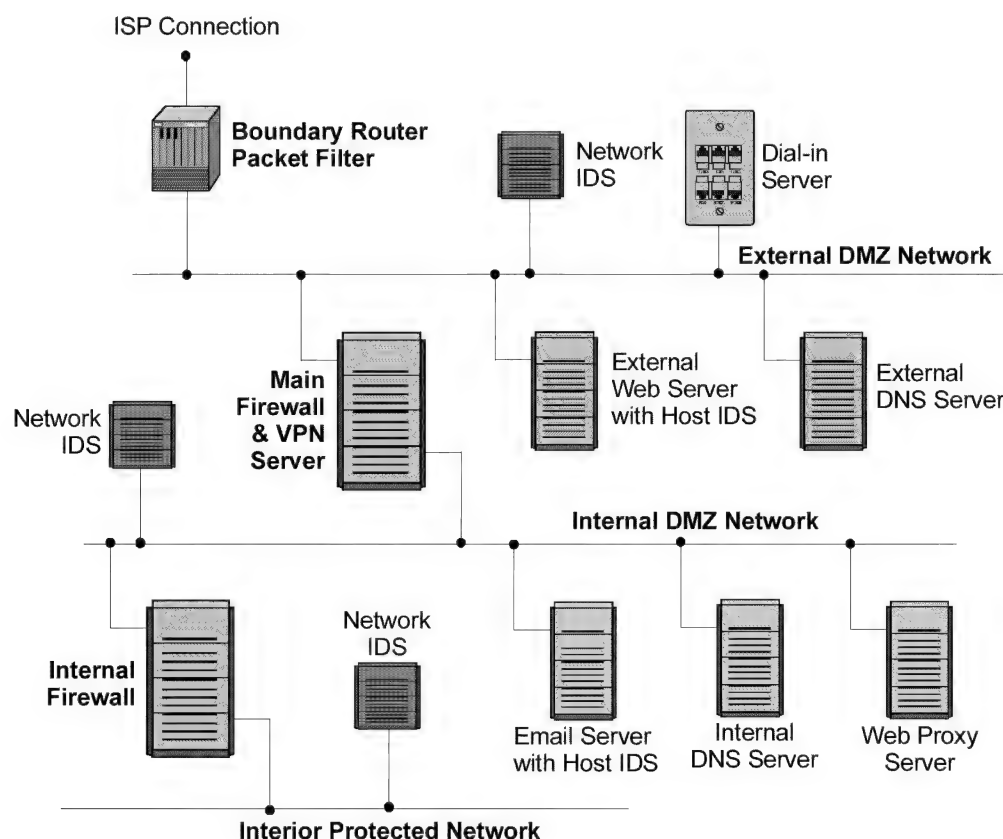 ISP Connection
Boundary Router
Packet Filter
Network
IDS
Dial-in
Server
External DMZ Network
Main
Firewall
& VPN
Server
External
Web Server
with Host IDS
External
DNS Server
Network
IDS
Internal DMZ Network
Internal
Firewall
Network
IDS
Email Server
with Host IDS
Internal
DNS Server
Web Proxy
Server
Interior Protected Network